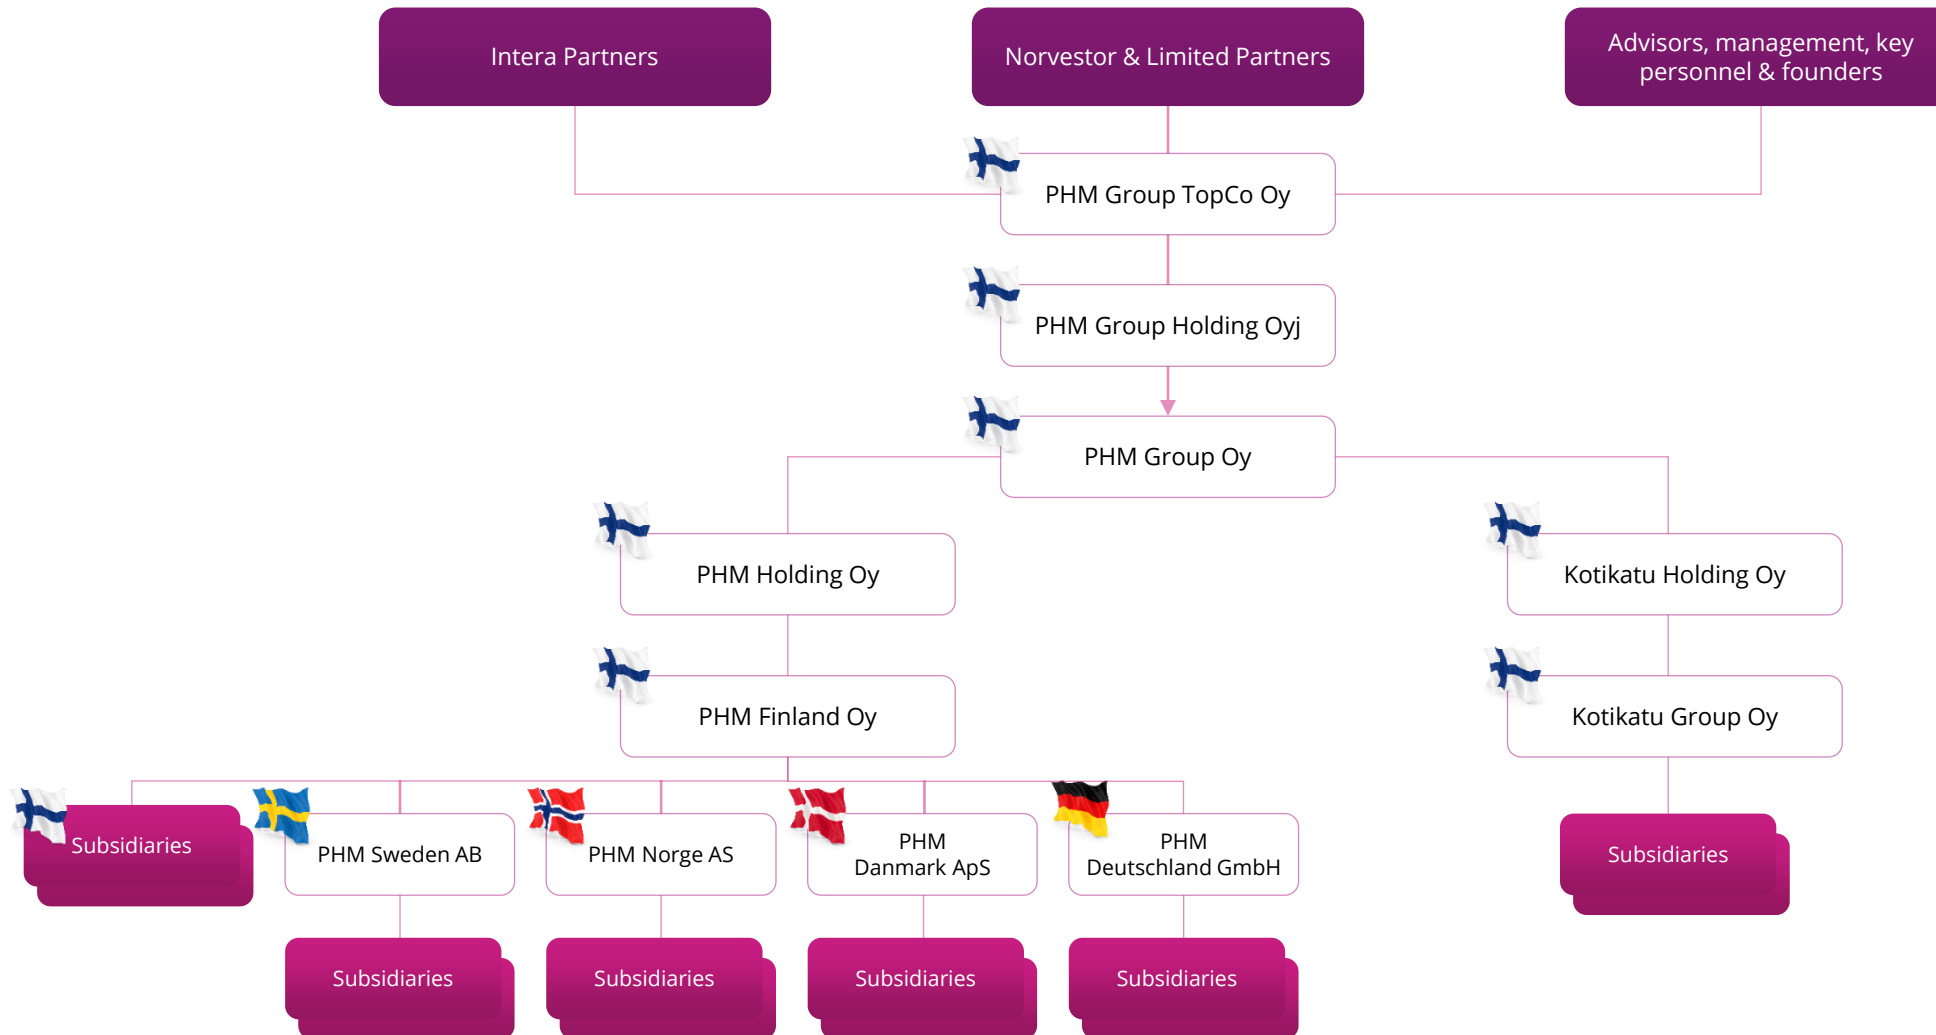 Intera Partners
Norvestor & Limited Partners
Advisors, management, key
personnel & founders
PHM Group TopCo Oy
PHM Group Holding Oyj
PHM Group Oy
PHM Holding Oy
Kotikatu Holding Oy
PHM Finland Oy
Kotikatu Group Oy
Subsidiaries
PHM Sweden AB
PHM Norge AS
PHM
Danmark ApS
PHM
Deutschland GmbH
Subsidiaries
Subsidiaries
Subsidiaries
Subsidiaries
Subsidiaries